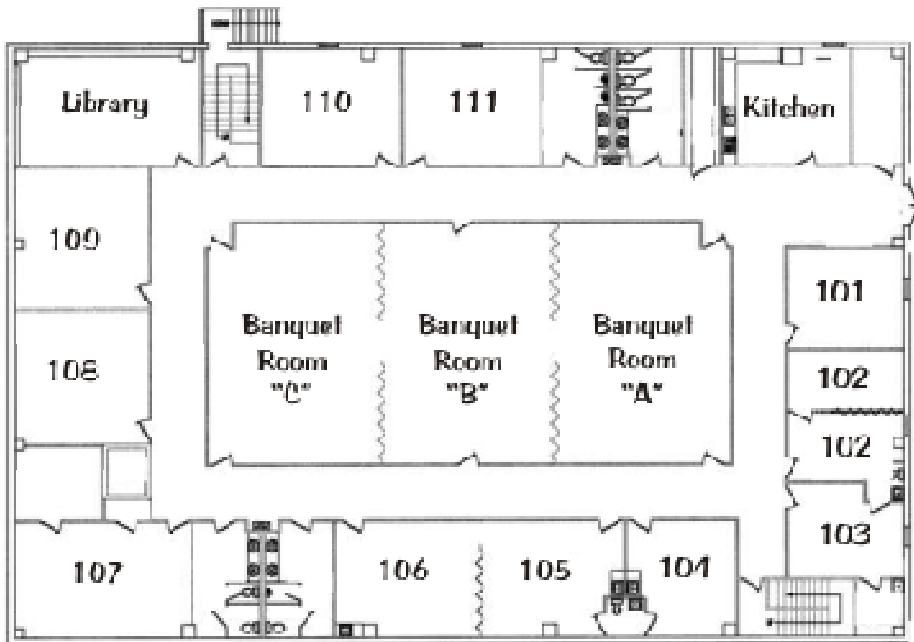 Library
110
111
Kitchen
109
101
Banquet
Room
"C"
Banquet
Room
"B"
Banquet
Room
"A"
108
102
102
103
107
106
105
104